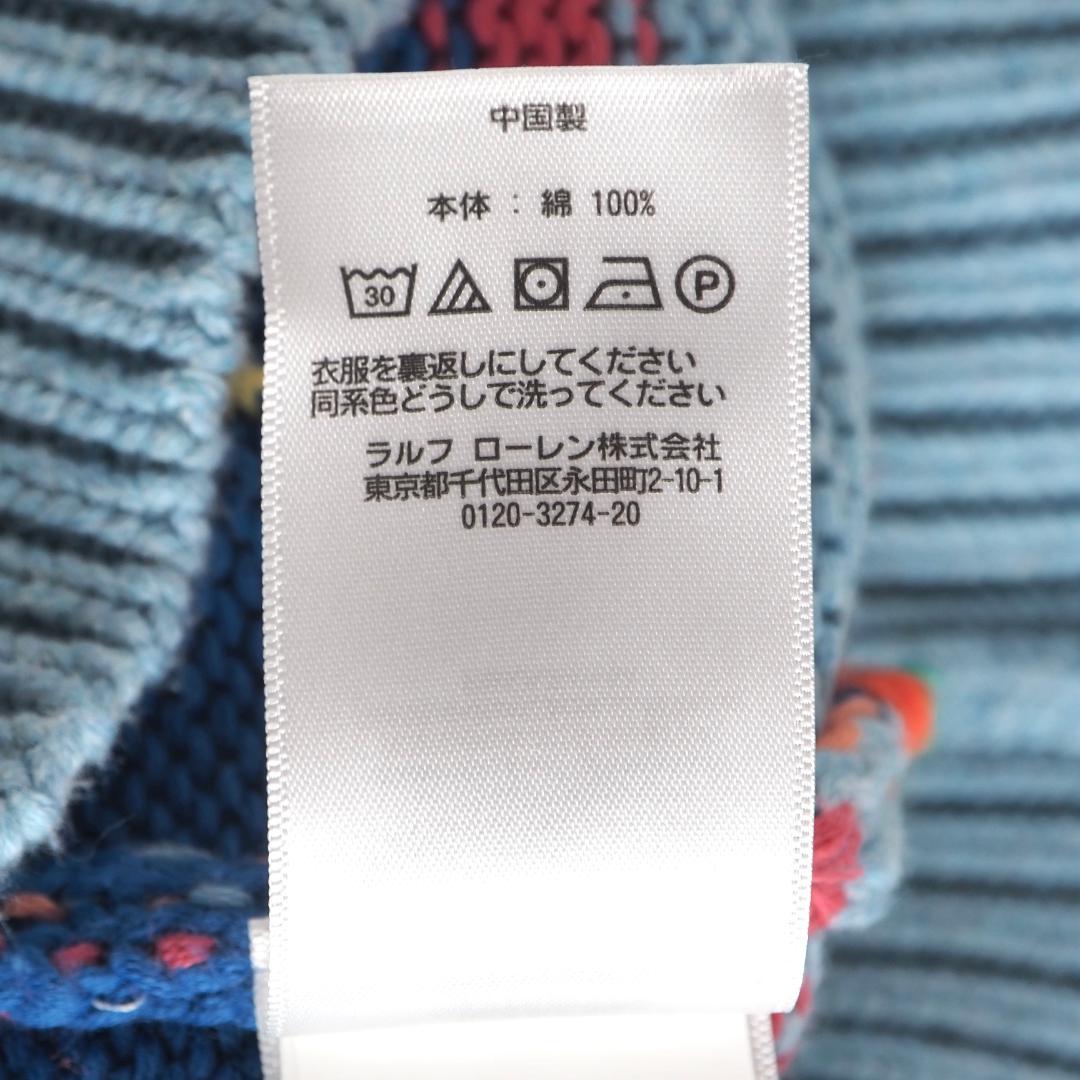 中国製
本体 : 綿 100%
30 P
衣服を裏返しにしてください
同系色どうしで洗ってください
ラルフ ローレン株式会社
東京都千代田区永田町2-10-1
0120-3274-20